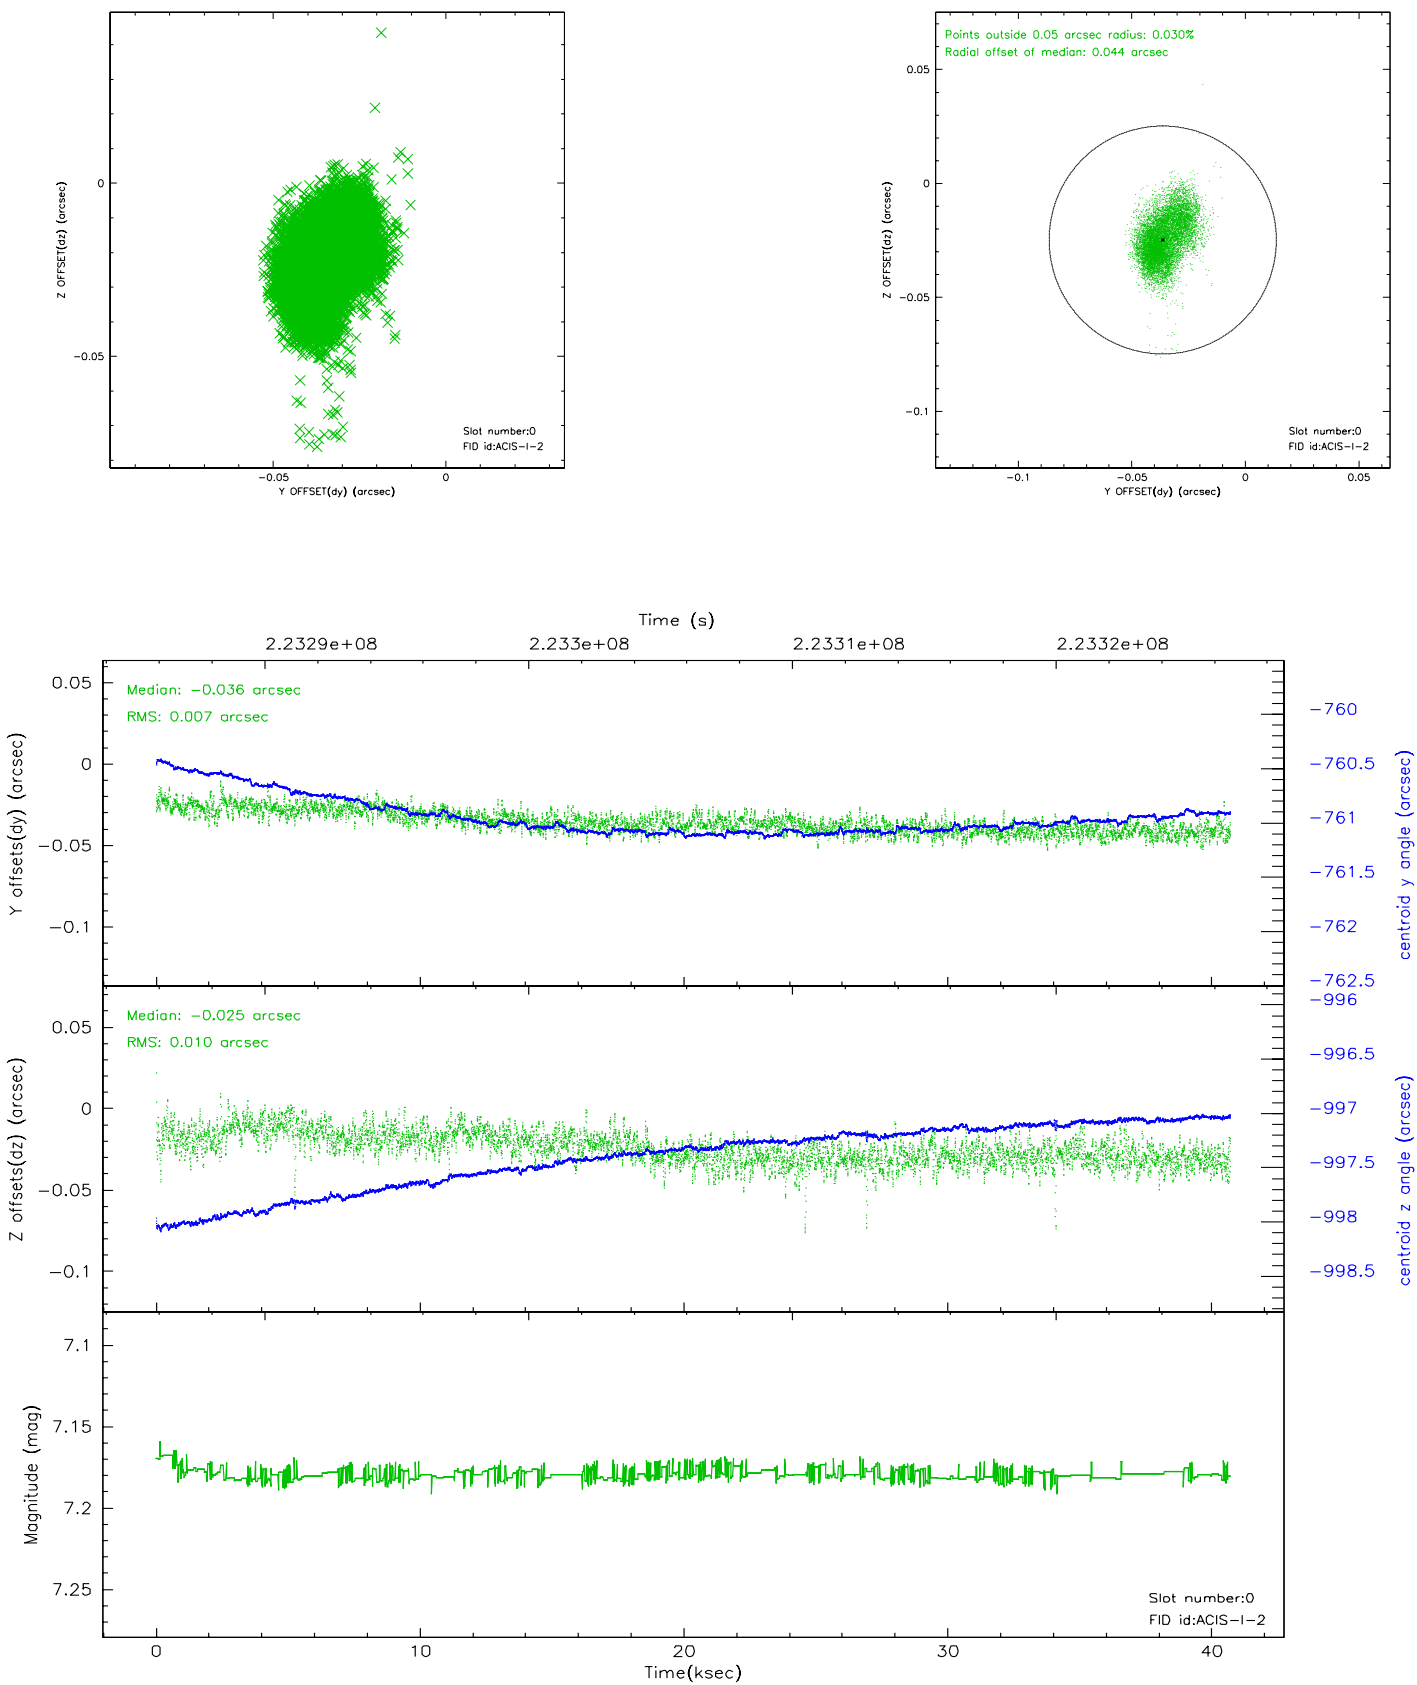 0
-0.05
Z OFFSET(dz) (arcsec)
Slot number:0
FID id:ACIS-I-2
-0.05 0
Y OFFSET(dy) (arcsec)
Points outside 0.05 arcsec radius: 0.030%
Radial offset of median: 0.044 arcsec
0.05
0
-0.05
-0.1
Z OFFSET(dz) (arcsec)
Slot number:0
FID id:ACIS-I-2
-0.1 -0.05 0 0.05
Y OFFSET(dy) (arcsec)
Time (s)
2.2329e+08 2.233e+08 2.2331e+08 2.2332e+08
Median: -0.036 arcsec
RMS: 0.007 arcsec
0.05
0
-0.05
-0.1
Y offsets(dy) (arcsec)
-760
-760.5
-761
-761.5
-762
-762.5
centroid y angle (arcsec)
Median: -0.025 arcsec
RMS: 0.010 arcsec
0.05
0
-0.05
-0.1
Z offsets(dz) (arcsec)
-996
-996.5
-997
-997.5
-998
-998.5
centroid z angle (arcsec)
7.1
7.15
7.2
7.25
Magnitude (mag)
Slot number:0
FID id:ACIS-I-2
0 10 20 30 40
Time(ksec)